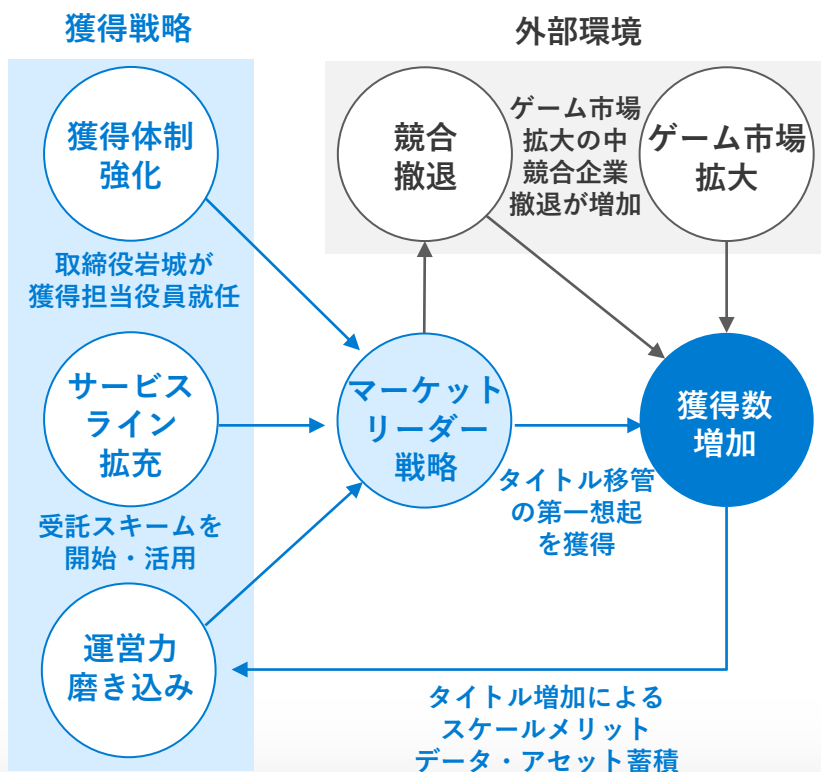 獲得戦略
獲得体制
強化
取締役岩城が
獲得担当役員就任
サービス
ライン
拡充
受託スキームを
開始・活用
運営力
磨き込み
外部環境
競合
撤退
ゲーム市場
拡大の中
競合企業
撤退が増加
ゲーム市場
拡大
マーケット
リーダー
戦略
タイトル移管
の第一想起
を獲得
獲得数
増加
タイトル増加による
スケールメリット
データ・アセット蓄積